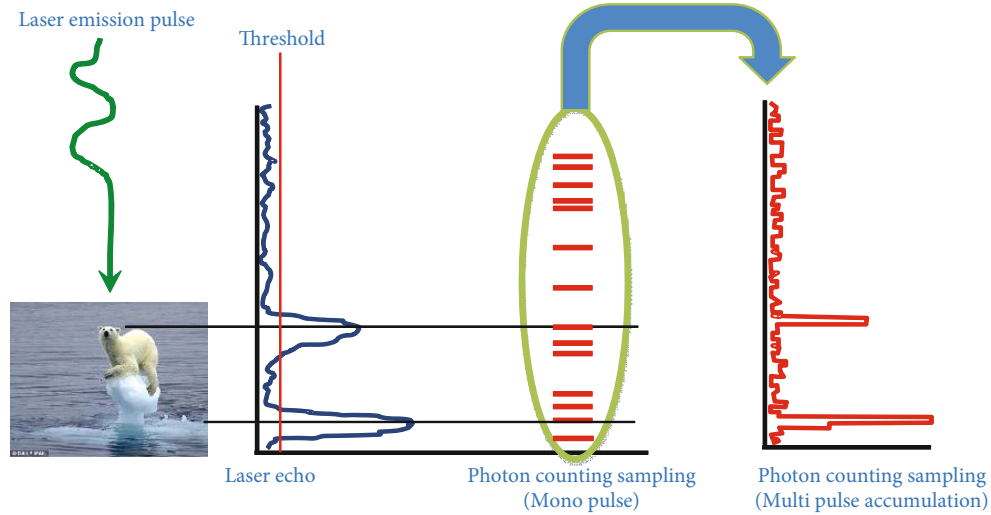 Laser emission pulse
Threshold
Laser echo
Photon counting sampling
(Mono pulse)
Photon counting sampling
(Multi pulse accumulation)